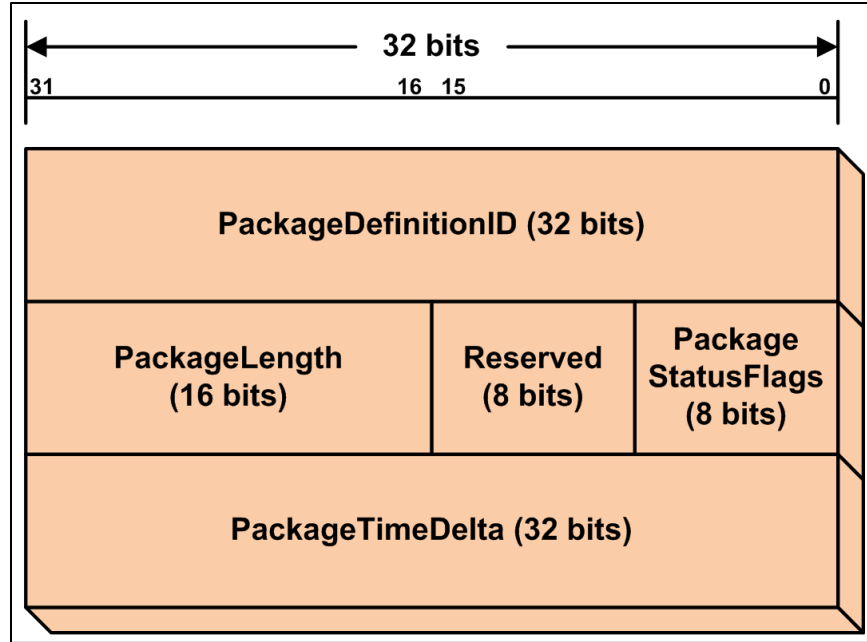 32 bits
31 16 15 0
PackageDefinitionID (32 bits)
PackageLength
(16 bits)
Reserved
(8 bits)
Package
StatusFlags
(8 bits)
PackageTimeDelta (32 bits)